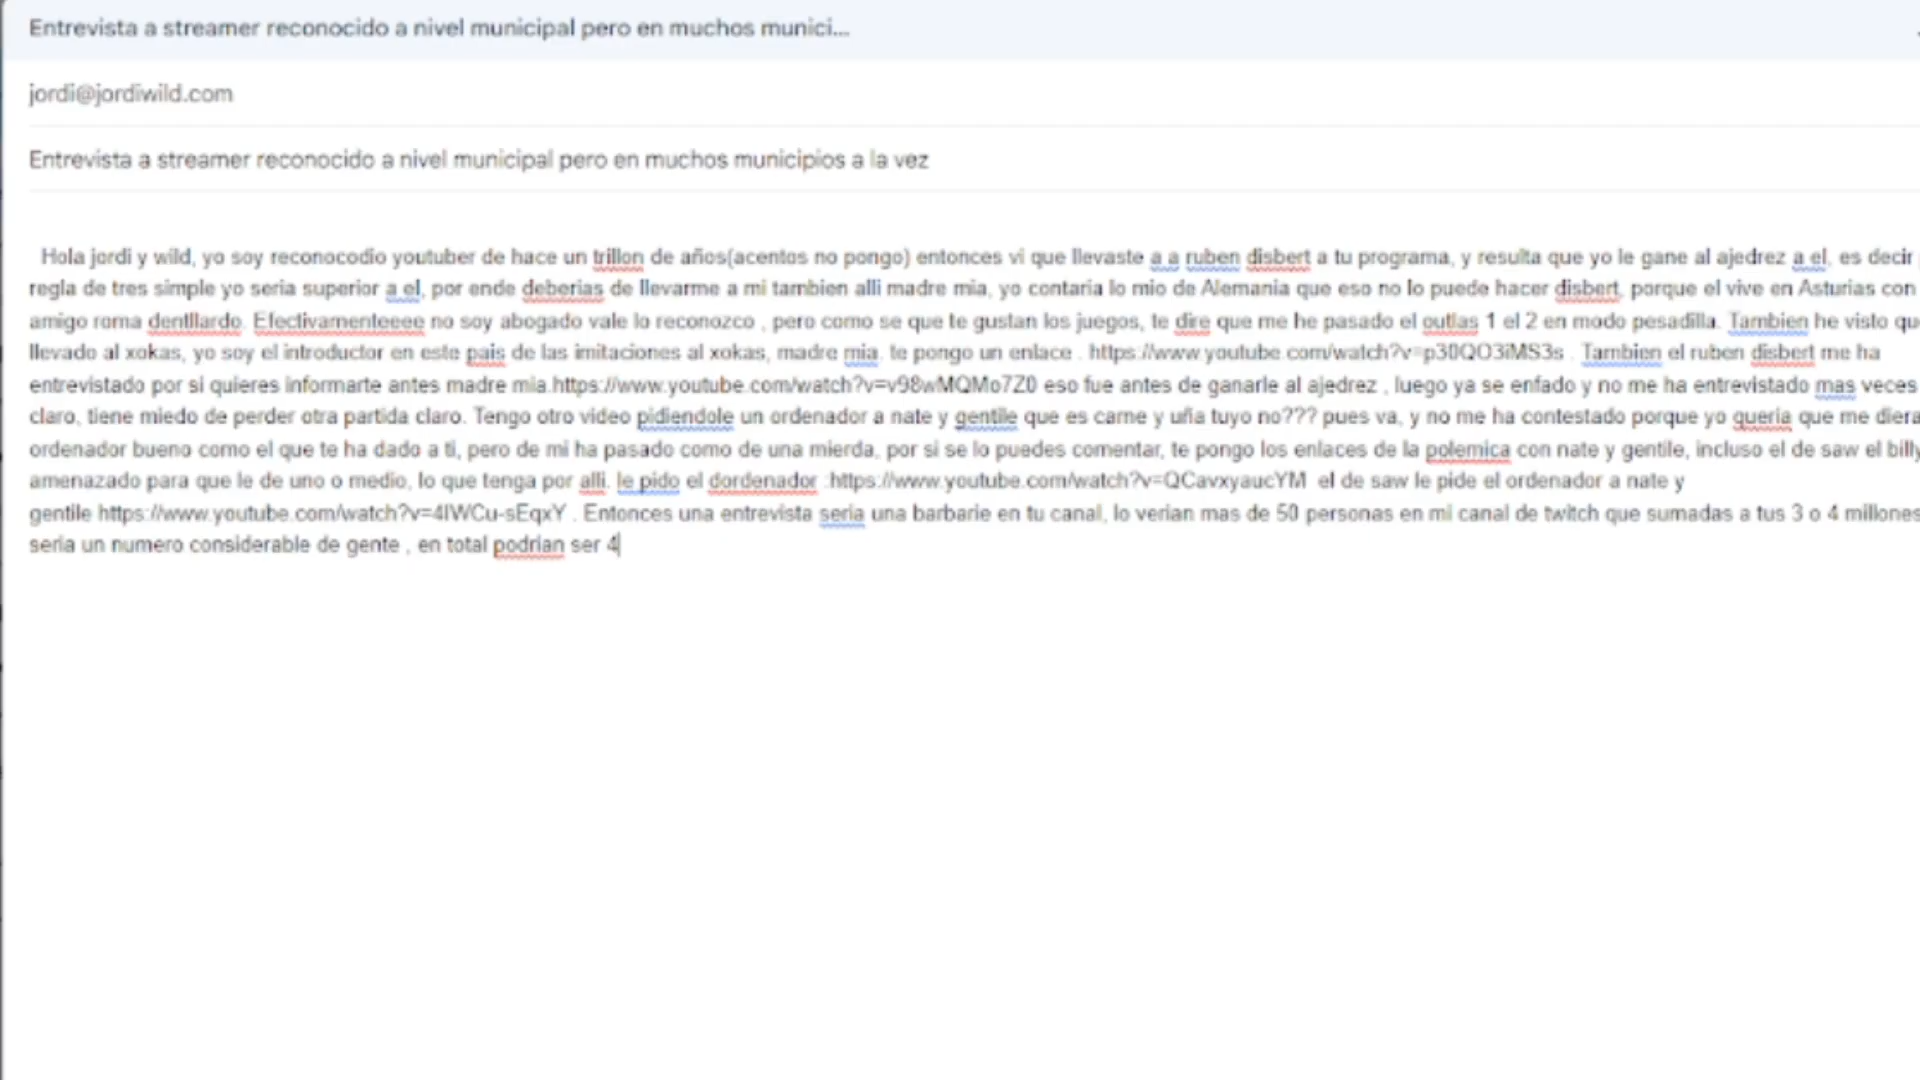 Entrevista a streamer reconocido a nivel municipal pero en muchos munici...
jordi@jordiwild.com
Entrevista a streamer reconocido a nivel municipal pero en muchos municipios a la vez
Hola jordi y wild, yo soy reconocodio youtuber de hace un trillon de años(acentos no pongo) entonces vi que llevaste a a ruben disbert a tu programa, y resulta que yo le gane al ajedrez a el, es decir
regla de tres simple yo seria superior a el, por ende deberias de llevarme a mi tambien alli madre mia, yo contaria lo mio de Alemania que eso no lo puede hacer disbert, porque el vive en Asturias con
amigo roma dentllardo. Efectivamenteeee no soy abogado vale lo reconozco , pero como se que te gustan los juegos, te dire que me he pasado el outlas 1 el 2 en modo pesadilla. Tambien he visto qu
llevado al xokas, yo soy el introductor en este pais de las imitaciones al xokas, madre mia, te pongo un enlace . https://www.youtube.com/watch?v=p30QO3iMS3s . Tambien el ruben disbert me ha
entrevistado por si quieres informarte antes madre mia.https://www.youtube.com/watch?v=v98wMQMo7Z0 eso fue antes de ganarle al ajedrez , luego ya se enfado y no me ha entrevistado mas veces
claro, tiene miedo de perder otra partida claro. Tengo otro video pidiendole un ordenador a nate y gentile que es carne y uña tuyo no??? pues va, y no me ha contestado porque yo queria que me diera
ordenador bueno como el que te ha dado a ti, pero de mi ha pasado como de una mierda, por si se lo puedes comentar, te pongo los enlaces de la polemica con nate y gentile, incluso el de saw el billy
amenazado para que le de uno o medio, lo que tenga por alli. le pido el dordenador :https://www.youtube.com/watch?v=QCavxyaucYM el de saw le pide el ordenador a nate y
gentile https://www.youtube.com/watch?v=4IWCu-sEqxY . Entonces una entrevista seria una barbarie en tu canal, lo verian mas de 50 personas en mi canal de twitch que sumadas a tus 3 o 4 millones
seria un numero considerable de gente , en total podrian ser 4